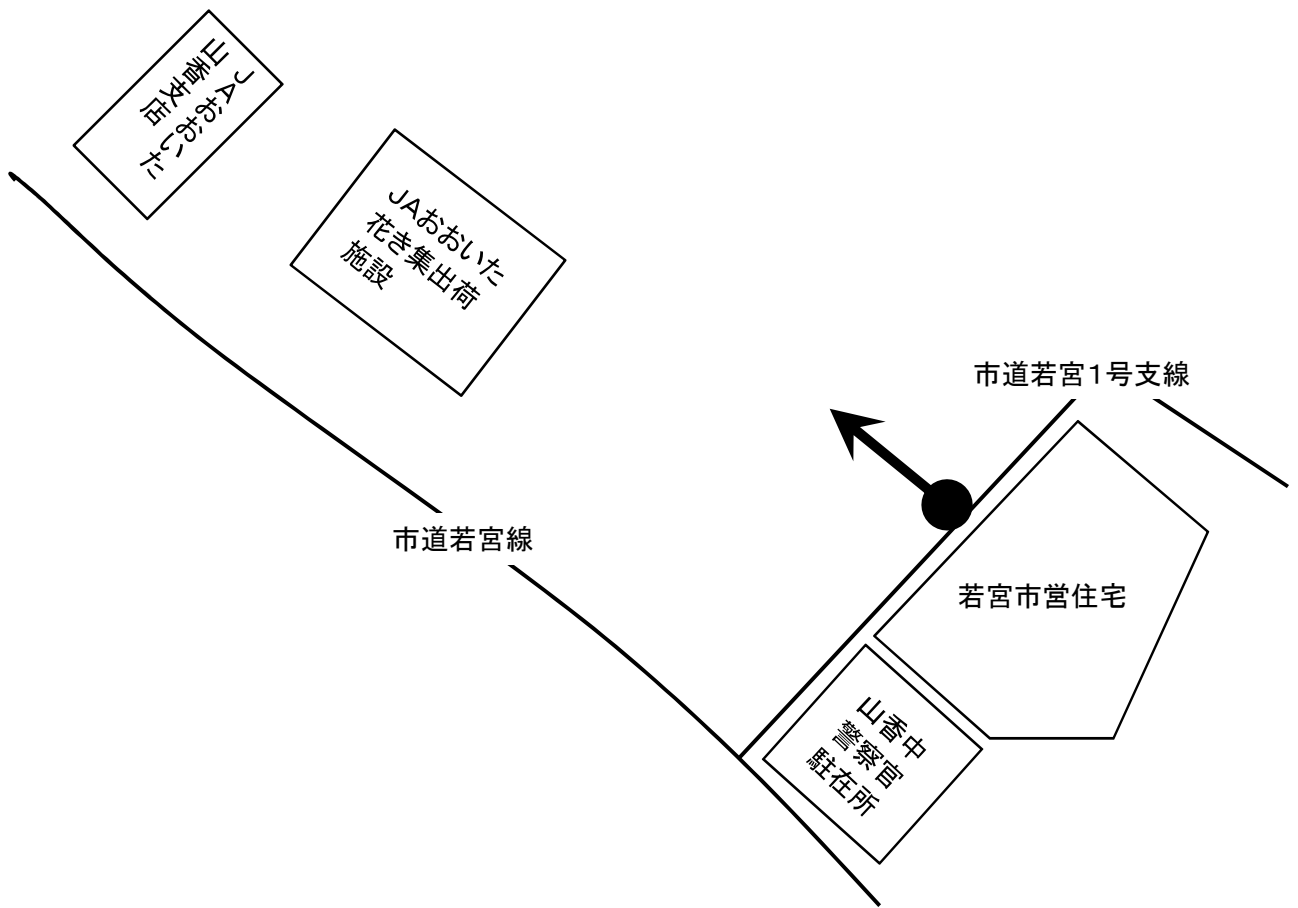 JAおおいた
山香支店
JAおおいた
花き集出荷
施設
市道若宮1号支線
市道若宮線
若宮市営住宅
山香中
警察官
駐在所